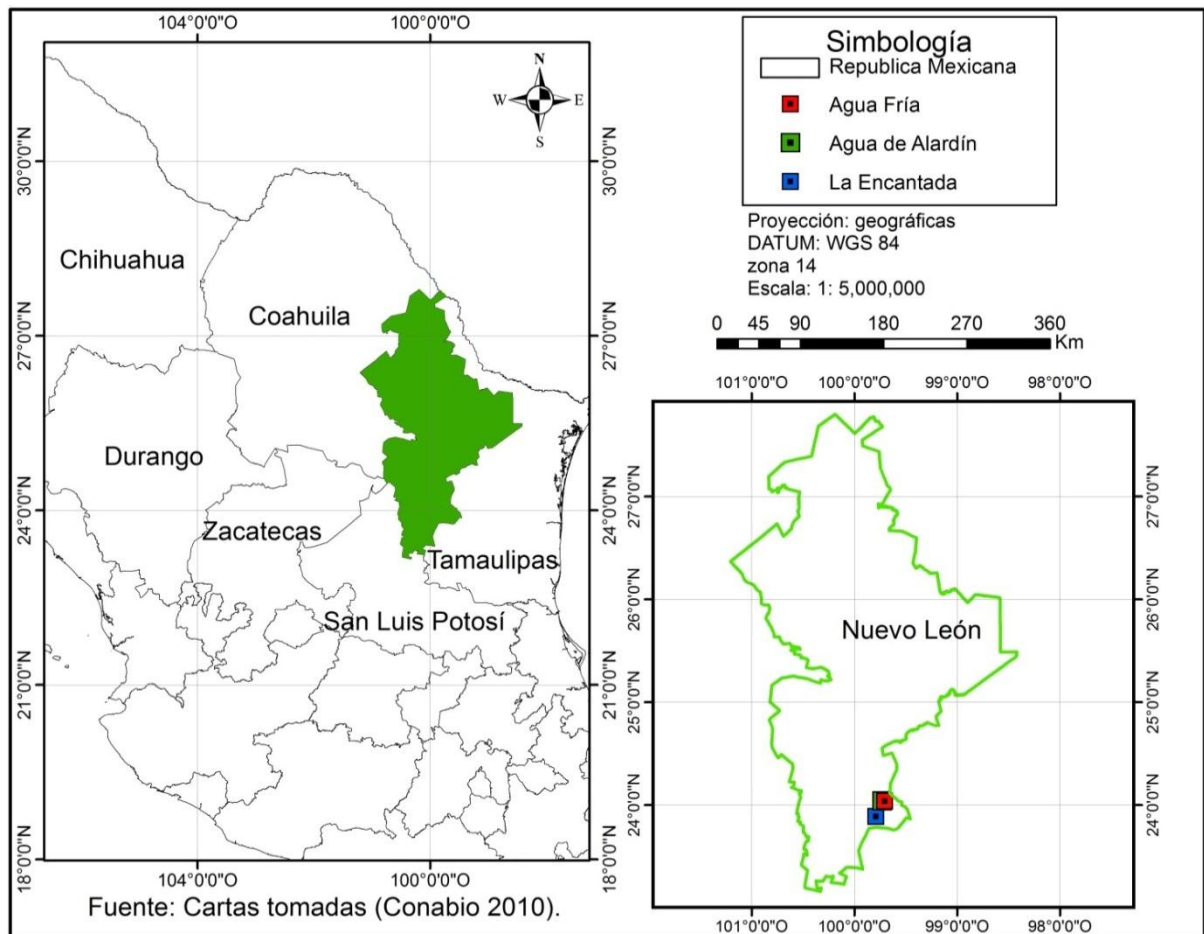 104°0'0"O 100°0'0"O
30°0'0"N
27°0'0"N
24°0'0"N
21°0'0"N
18°0'0"N
N
W E
S
Chihuahua
Coahuila
Durango
Zacatecas
Tamaulipas
San Luis Potosí
30°0'0"N
27°0'0"N
24°0'0"N
21°0'0"N
18°0'0"N
104°0'0"O 100°0'0"O
Fuente: Cartas tomadas (Conabio 2010).
Simbología
Republica Mexicana
Agua Fría
Agua de Alardín
La Encantada
Proyección: geográficas
DATUM: WGS 84
zona 14
Escala: 1: 5,000,000
0 45 90 180 270 360
Km
101°0'0"O 100°0'0"O 99°0'0"O 98°0'0"O
27°0'0"N
26°0'0"N
25°0'0"N
24°0'0"N
Nuevo León
27°0'0"N
26°0'0"N
25°0'0"N
24°0'0"N
101°0'0"O 100°0'0"O 99°0'0"O 98°0'0"O